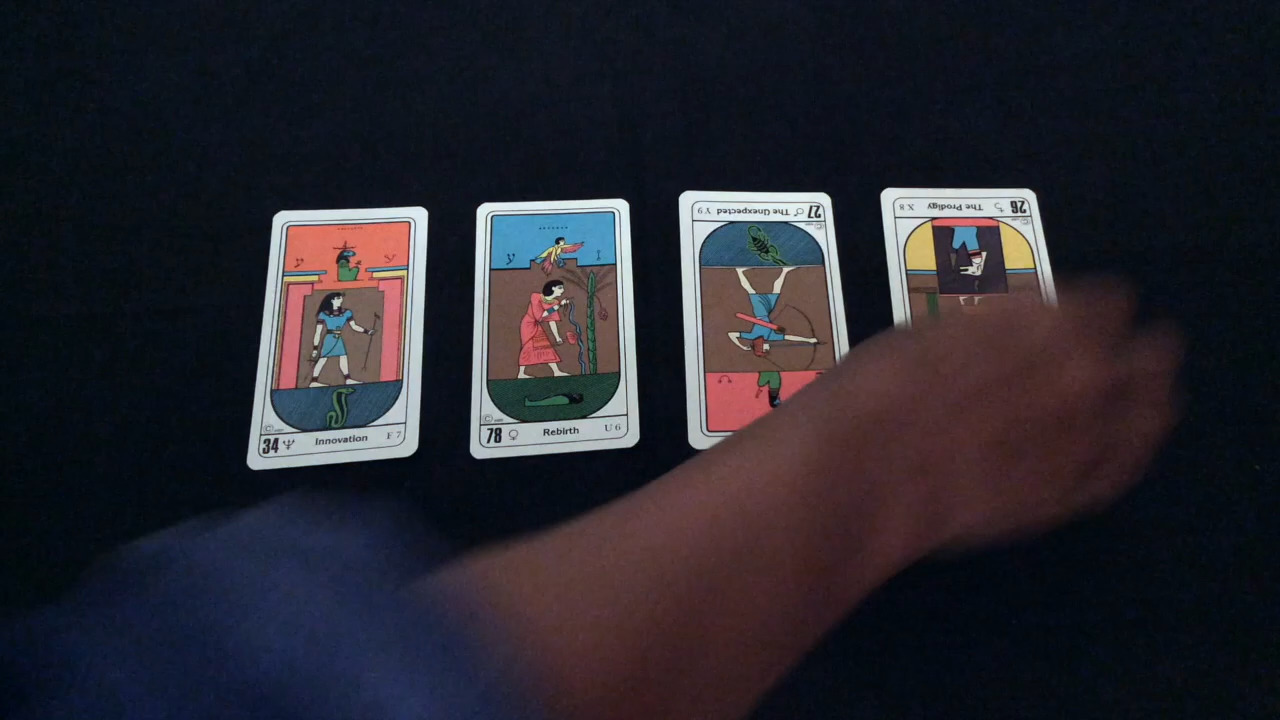 34 ♆ Innovation F 7
78 ♀ Rebirth U 6
27 ♂ The Unexpected Y 9
26 ♄ The Prodigy X 8